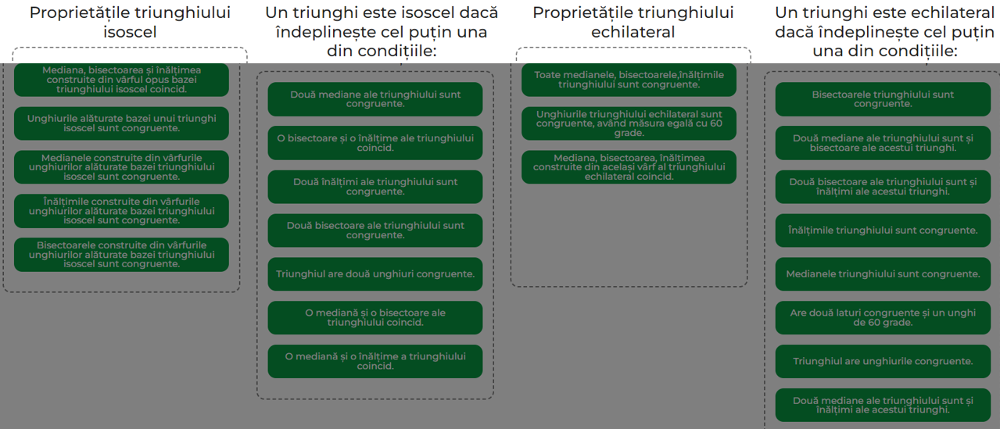 Proprietățile triunghiului
isoscel
Mediana, bisectoarea și înălțimea
construite din vârful opus bazei
triunghiului isoscel coincid.
Unghiurile alăturate bazei unui triunghi
isoscel sunt congruente.
Medianele construite din vârfurile
unghiurilor alăturate bazei triunghiului
isoscel sunt congruente.
Înălțimile construite din vârfurile
unghiurilor alăturate bazei triunghiului
isoscel sunt congruente.
Bisectoarele construite din vârfurile
unghiurilor alăturate bazei triunghiului
isoscel sunt congruente.
Un triunghi este isoscel dacă
îndeplinește cel puțin una
din condițiile:
Două mediane ale triunghiului sunt
congruente.
O bisectoare și o înălțime ale triunghiului
coincid.
Două înălțimi ale triunghiului sunt
congruente.
Două bisectoare ale triunghiului sunt
congruente.
Triunghiul are două unghiuri congruente.
O mediană și o bisectoare ale
triunghiului coincid.
O mediană și o înălțime a triunghiului
coincid.
Proprietățile triunghiului
echilateral
Toate medianele, bisectoarele,înălțimile
triunghiului sunt congruente.
Unghiurile triunghiului echilateral sunt
congruente, având măsura egală cu 60
grade.
Mediana, bisectoarea, înălțimea
construite din același vârf al triunghiului
echilateral coincid.
Un triunghi este echilateral
dacă îndeplinește cel puțin
una din condițiile:
Bisectoarele triunghiului sunt
congruente.
Două mediane ale triunghiului sunt și
bisectoare ale acestui triunghi.
Două bisectoare ale triunghiului sunt și
înălțimi ale acestui triunghi.
Înălțimile triunghiului sunt congruente.
Medianele triunghiului sunt congruente.
Are două laturi congruente și un unghi
de 60 grade.
Triunghiul are unghiurile congruente.
Două mediane ale triunghiului sunt și
înălțimi ale acestui triunghi.